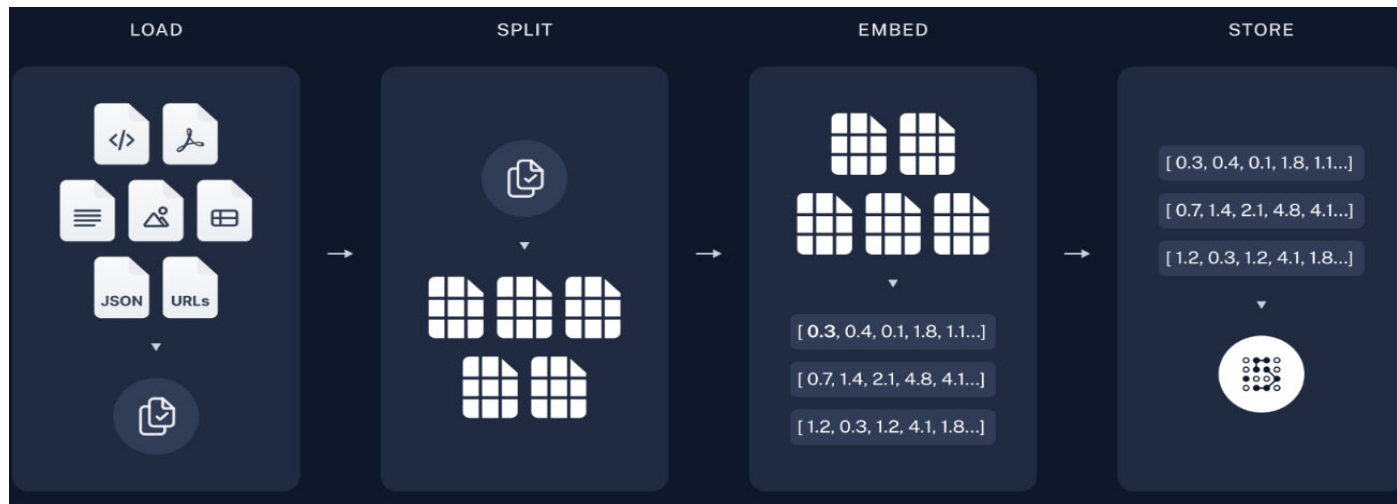 LOAD
SPLIT
EMBED
STORE
</>
JSON
URLs
[ 0.3, 0.4, 0.1, 1.8, 1.1...]
[ 0.7, 1.4, 2.1, 4.8, 4.1...]
[ 1.2, 0.3, 1.2, 4.1, 1.8...]
[ 0.3, 0.4, 0.1, 1.8, 1.1...]
[ 0.7, 1.4, 2.1, 4.8, 4.1...]
[ 1.2, 0.3, 1.2, 4.1, 1.8...]